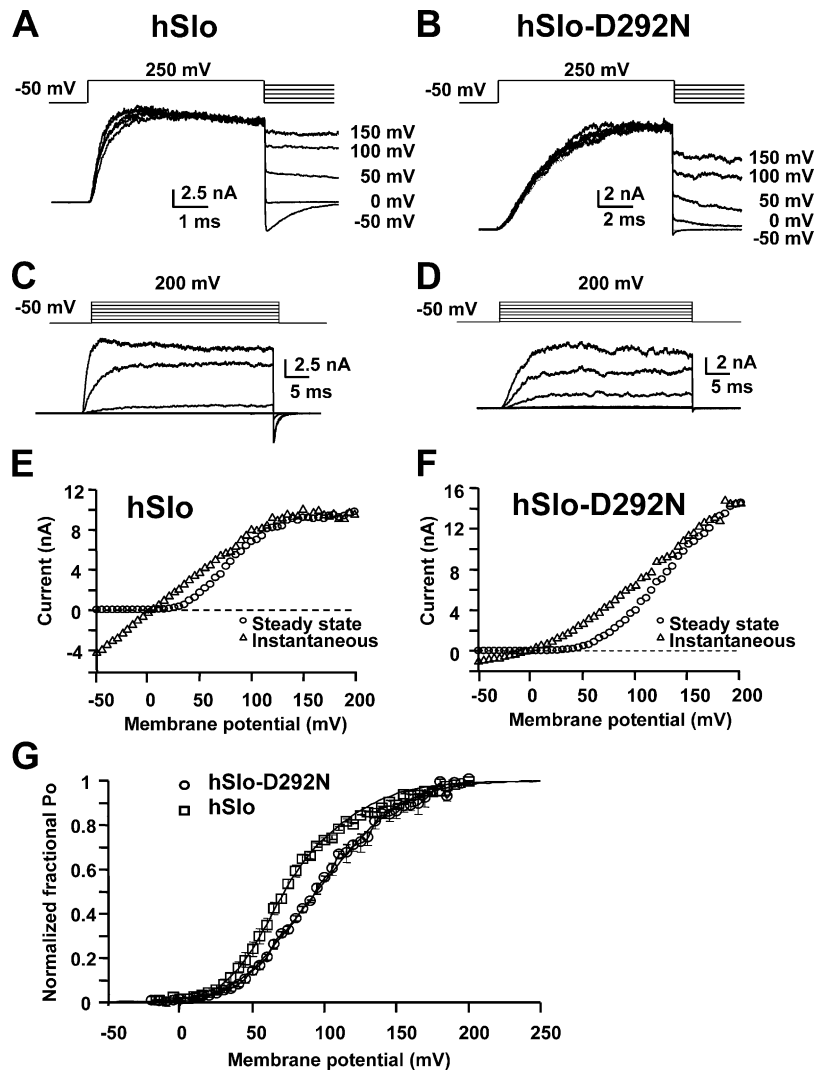 A hSlo B hSlo-D292N
250 mV 250 mV
-50 mV -50 mV
150 mV
100 mV
50 mV
0 mV
-50 mV
2.5 nA
1 ms
150 mV
100 mV
50 mV
0 mV
-50 mV
2 nA
2 ms
C D
200 mV 200 mV
-50 mV -50 mV
2.5 nA
5 ms
2 nA
5 ms
E F
hSlo
12
8
4
0
-4
Current (nA)
Steady state
Instantaneous
-50 0 50 100 150 200
Membrane potential (mV)
hSlo-D292N
16
12
8
4
0
Current (nA)
Steady state
Instantaneous
-50 0 50 100 150 200
Membrane potential (mV)
G
hSlo-D292N
hSlo
1
0.8
0.6
0.4
0.2
0
Normalized fractional Po
-50 0 50 100 150 200 250
Membrane potential (mV)